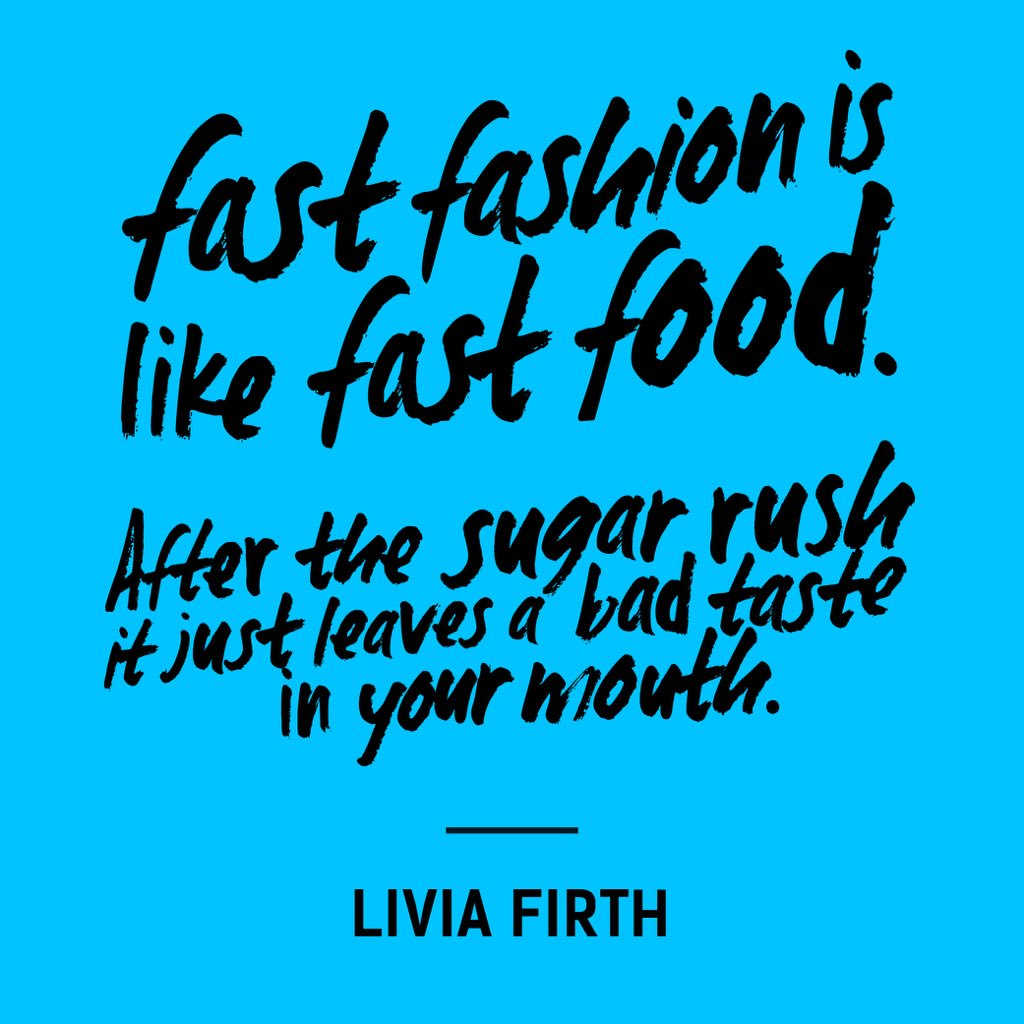 fast fashion is
like fast food.
After the sugar rush
it just leaves a bad taste
in your mouth.
LIVIA FIRTH